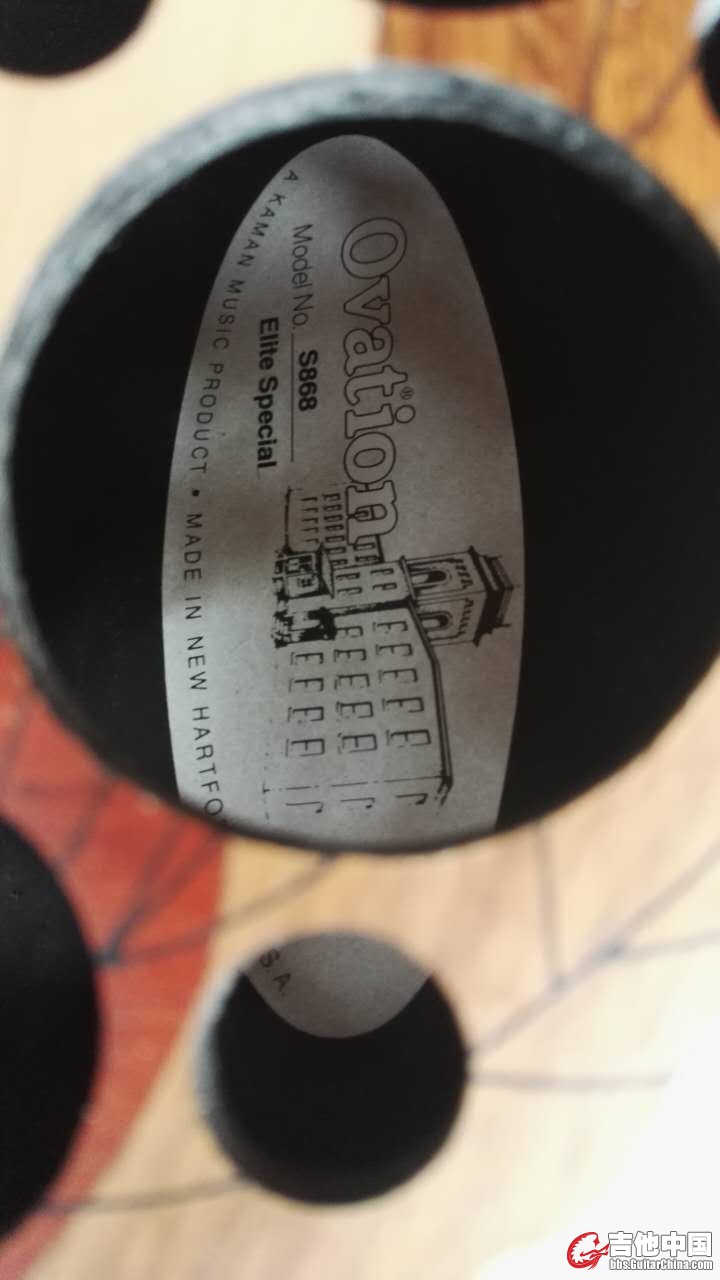 Ovation®
Model No. S868
Elite Special
A KAMAN MUSIC PRODUCT • MADE IN NEW HARTFO
S.A.
吉他中国
bbs.GuitarChina.com